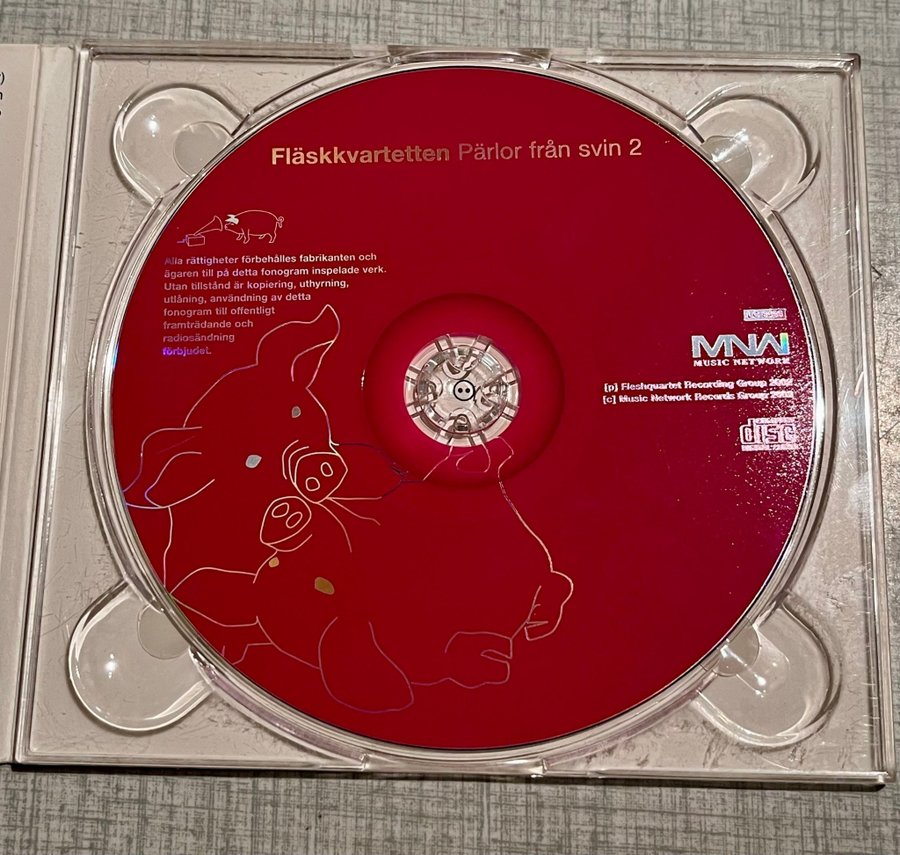 Fläskkvartetten Pärlor från svin 2
Alla rättigheter förbehålles fabrikanten och
ägaren till på detta fonogram inspelade verk.
Utan tillstånd är kopiering, uthyrning,
utlåning, användning av detta
fonogram till offentligt
framträdande och
radiosändning
förbjudet.
MNW
MUSIC NETWORK
[p] Fleshquartet Recording Group 2002
[c] Music Network Records Group 2002
disc